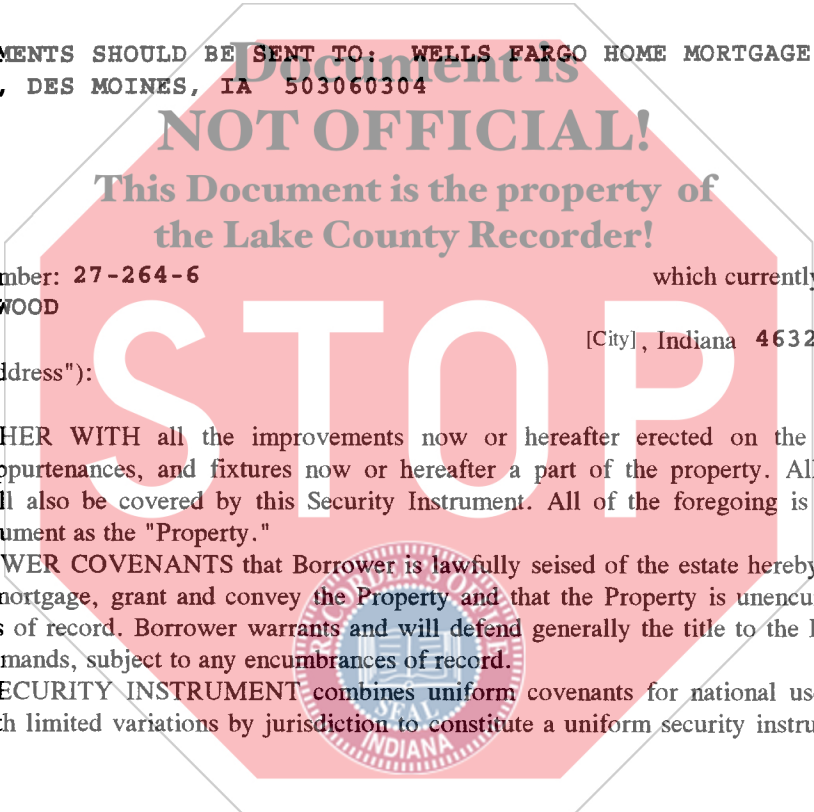 MENTS SHOULD BE SENT TO: WELLS FARGO HOME MORTGAGE
, DES MOINES, IA 503060304
Document is
NOT OFFICIAL!
This Document is the property of
the Lake County Recorder!
mber: 27-264-6 which currently
WOOD
[City], Indiana 4632
ddress"):
STOP
HER WITH all the improvements now or hereafter erected on the
ppurtenances, and fixtures now or hereafter a part of the property. All
ll also be covered by this Security Instrument. All of the foregoing is
ument as the "Property."
WER COVENANTS that Borrower is lawfully seised of the estate hereby
mortgage, grant and convey the Property and that the Property is unencu
s of record. Borrower warrants and will defend generally the title to the
mands, subject to any encumbrances of record.
ECURITY INSTRUMENT combines uniform covenants for national us
th limited variations by jurisdiction to constitute a uniform security instru
SEAL
INDIANA